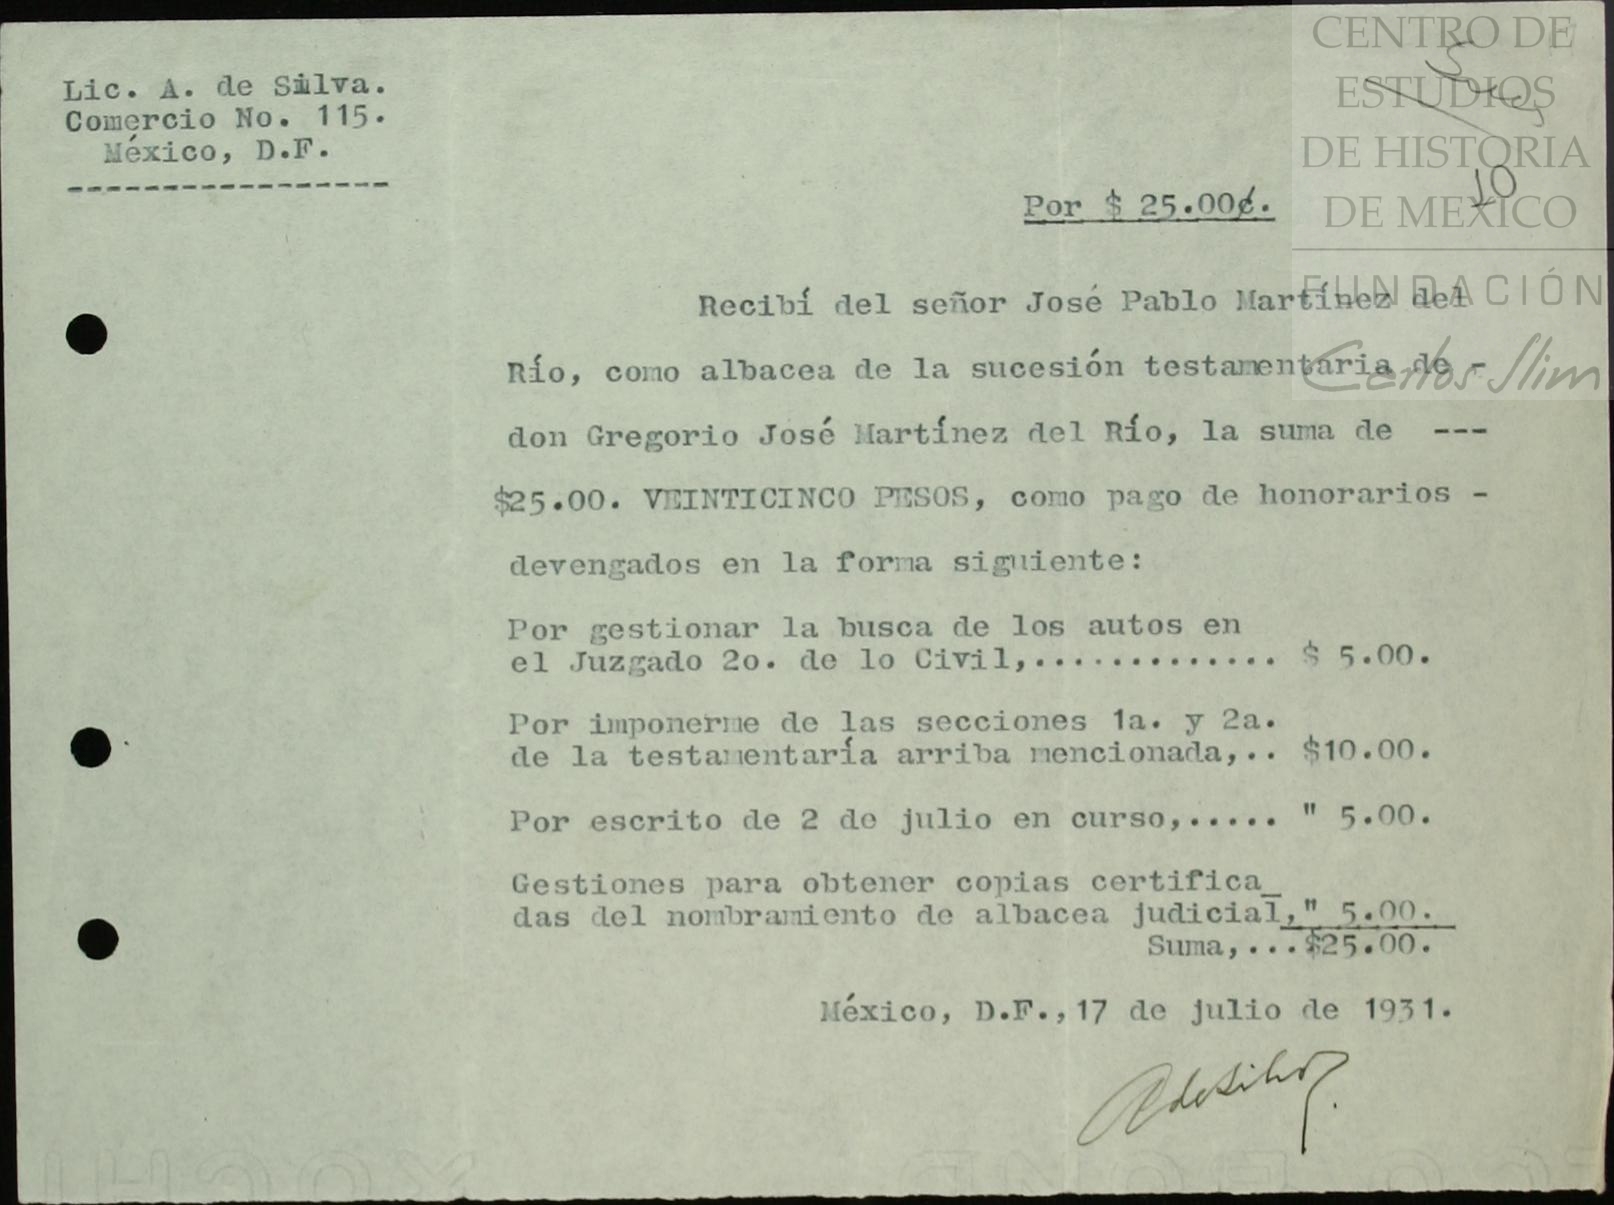 Lic. A. de Silva.
Comercio No. 115.
México, D.F.
-----------------
Por $ 25.00¢.
10
Recibí del señor José Pablo Martínez del
Río, como albacea de la sucesión testamentaria de -
don Gregorio José Martínez del Río, la suma de ---
$25.00. VEINTICINCO PESOS, como pago de honorarios -
devengados en la forma siguiente:
Por gestionar la busca de los autos en
el Juzgado 2o. de lo Civil,............. $ 5.00.
Por imponerme de las secciones 1a. y 2a.
de la testamentaría arriba mencionada,.. $10.00.
Por escrito de 2 de julio en curso,..... " 5.00.
Gestiones para obtener copias certifica_
das del nombramiento de albacea judicial," 5.00.
Suma,...$25.00.
México, D.F.,17 de julio de 1931.
AdeSilva
CENTRO DE
ESTUDIOS
DE HISTORIA
DE MEXICO
FUNDACIÓN
Carlos Slim